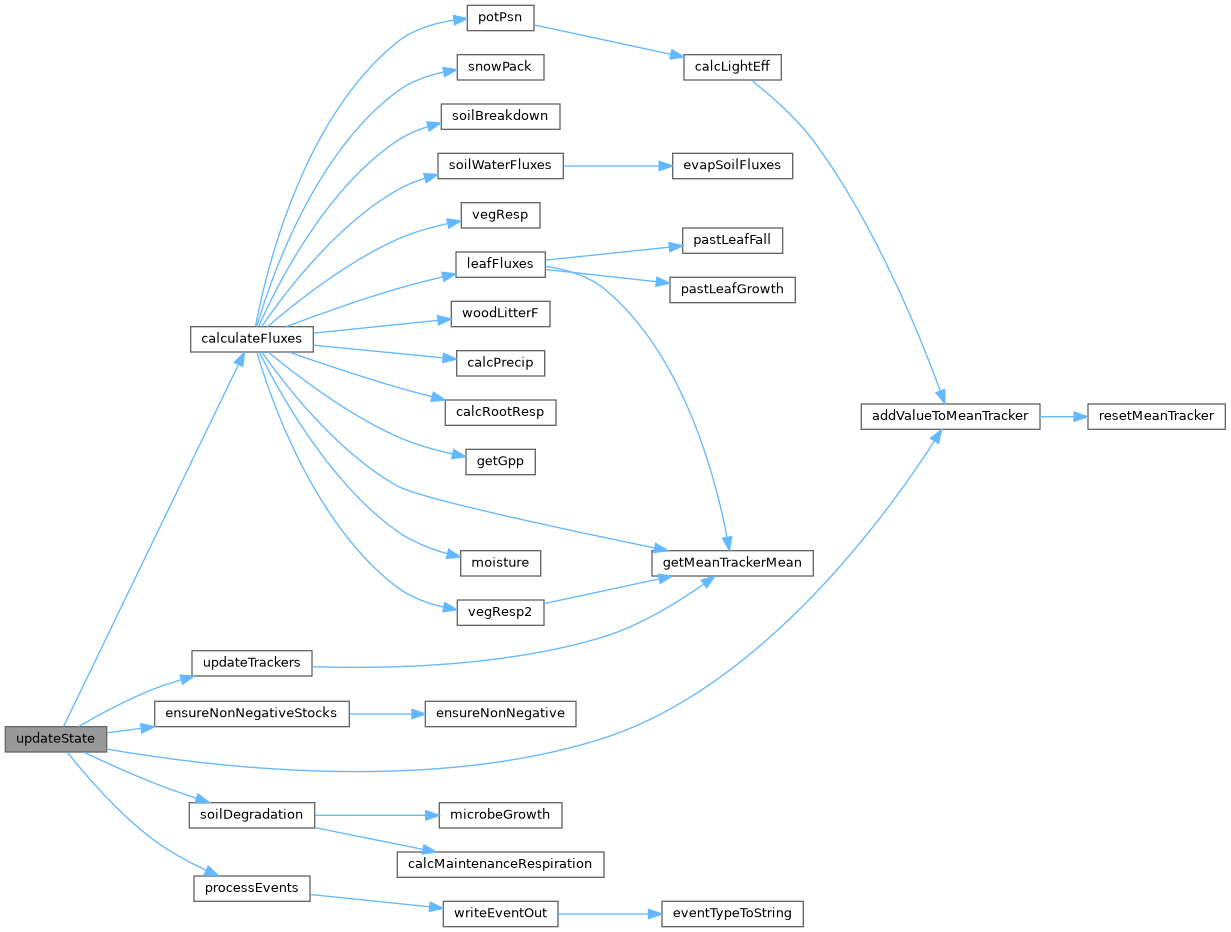 potPsn
calcLightEff
snowPack
soilBreakdown
soilWaterFluxes
evapSoilFluxes
vegResp
pastLeafFall
leafFluxes
pastLeafGrowth
woodLitterF
calculateFluxes
calcPrecip
calcRootResp
addValueToMeanTracker
resetMeanTracker
getGpp
moisture
getMeanTrackerMean
vegResp2
updateTrackers
ensureNonNegativeStocks
ensureNonNegative
updateState
soilDegradation
microbeGrowth
calcMaintenanceRespiration
processEvents
writeEventOut
eventTypeToString